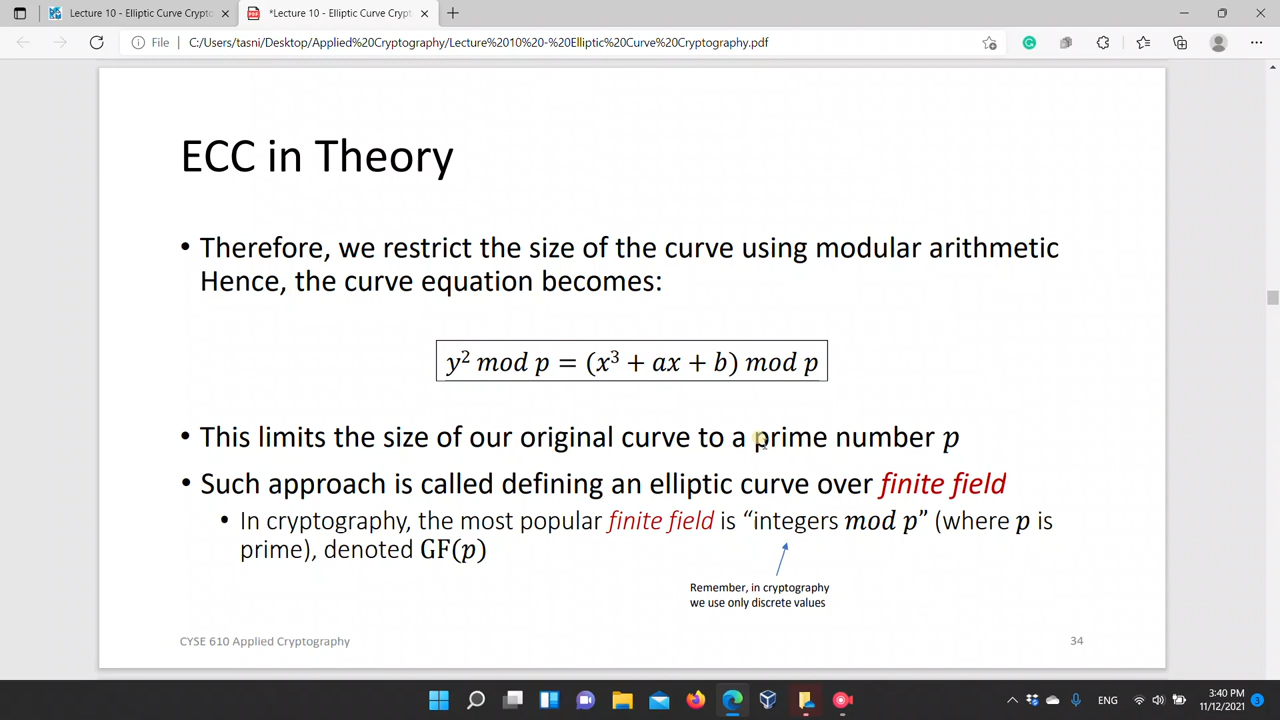 Lecture 10 - Elliptic Curve Crypto
*Lecture 10 - Elliptic Curve Cryp
File
C:/Users/tasni/Desktop/Applied%20Cryptography/Lecture%2010%20-%20Elliptic%20Curve%20Cryptography.pdf
ECC in Theory
• Therefore, we restrict the size of the curve using modular arithmetic
Hence, the curve equation becomes:
y² mod p = (x³ + ax + b) mod p
• This limits the size of our original curve to a prime number p
• Such approach is called defining an elliptic curve over finite field
• In cryptography, the most popular finite field is “integers mod p” (where p is
prime), denoted GF(p)
Remember, in cryptography
we use only discrete values
CYSE 610 Applied Cryptography
34
ENG
3:40 PM
11/12/2021
3